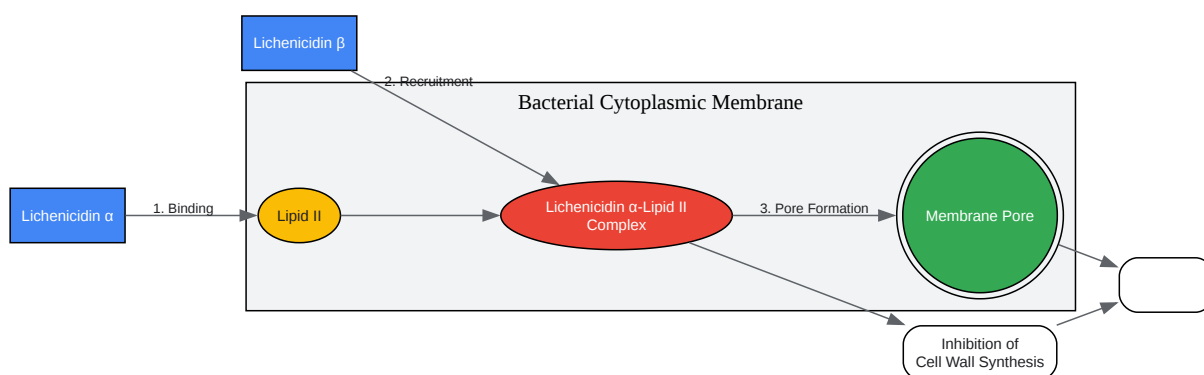 Lichenicidin β
2. Recruitment
Bacterial Cytoplasmic Membrane
Lichenicidin α
1. Binding
Lipid II
Lichenicidin α-Lipid II
Complex
3. Pore Formation
Membrane Pore
Inhibition of
Cell Wall Synthesis